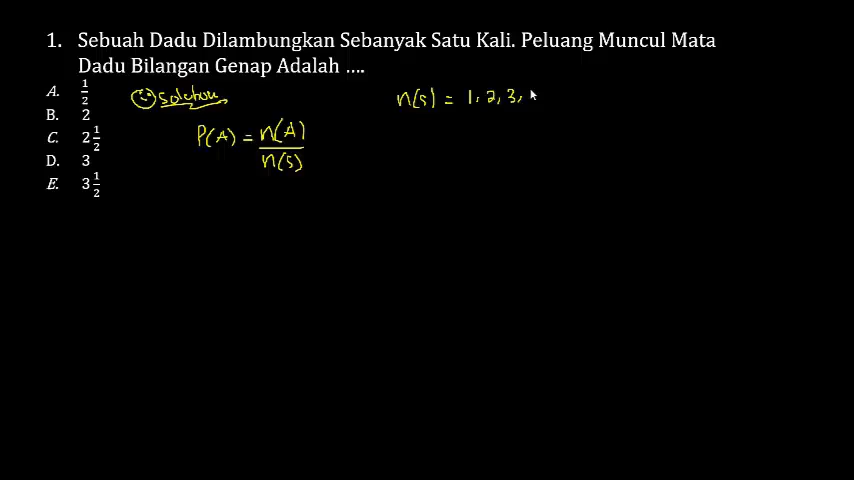 1. Sebuah Dadu Dilambungkan Sebanyak Satu Kali. Peluang Muncul Mata
Dadu Bilangan Genap Adalah ....
A. 1/2
B. 2
C. 2 1/2
D. 3
E. 3 1/2
Solution
P(A) = n(A)/n(S)
n(S) = 1, 2, 3,